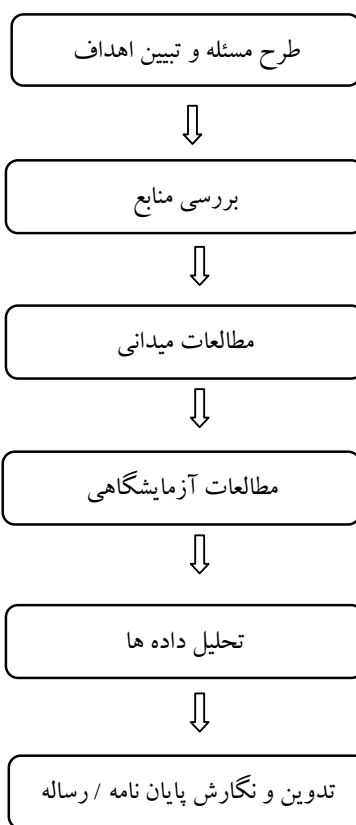 طرح مسئله و تبیین اهداف
بررسی منابع
مطالعات میدانی
مطالعات آزمایشگاهی
تحلیل داده ها
تدوین و نگارش پایان نامه / رساله